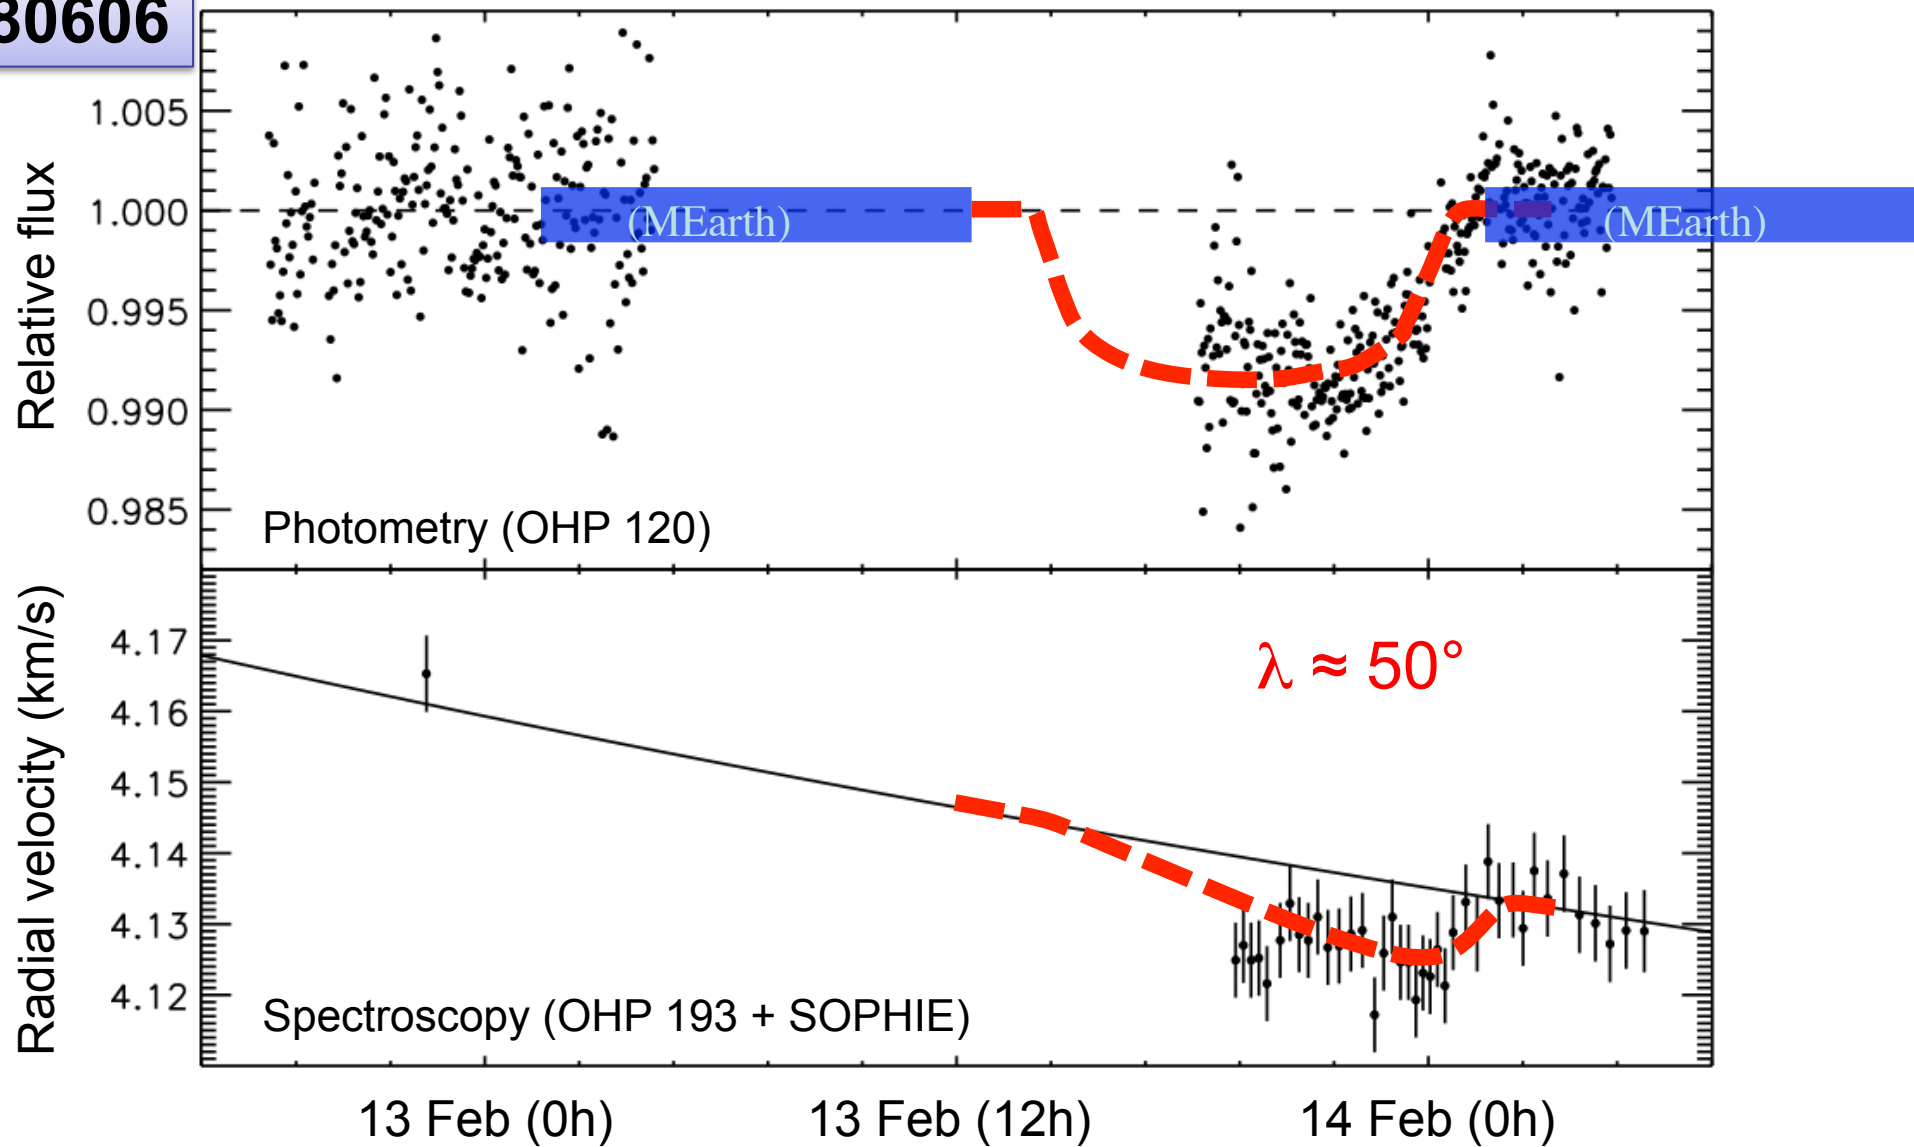 80606
1.005
1.000
0.995
0.990
0.985
Relative flux
(MEarth)
(MEarth)
Photometry (OHP 120)
4.17
4.16
4.15
4.14
4.13
4.12
Radial velocity (km/s)
λ ≈ 50°
Spectroscopy (OHP 193 + SOPHIE)
13 Feb (0h)
13 Feb (12h)
14 Feb (0h)